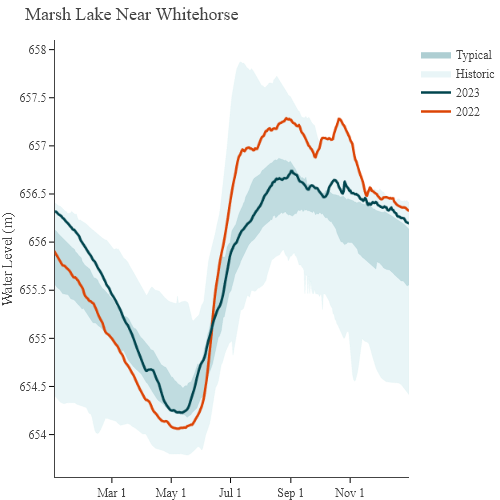 Marsh Lake Near Whitehorse
658
657.5
657
656.5
656
655.5
655
654.5
654
Water Level (m)
Mar 1
May 1
Jul 1
Sep 1
Nov 1
Typical
Historic
2023
2022